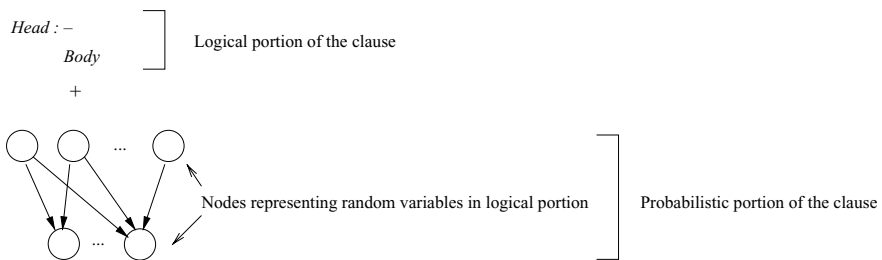 Head : –
Logical portion of the clause
Body
+
...
Nodes representing random variables in logical portion
Probabilistic portion of the clause
...